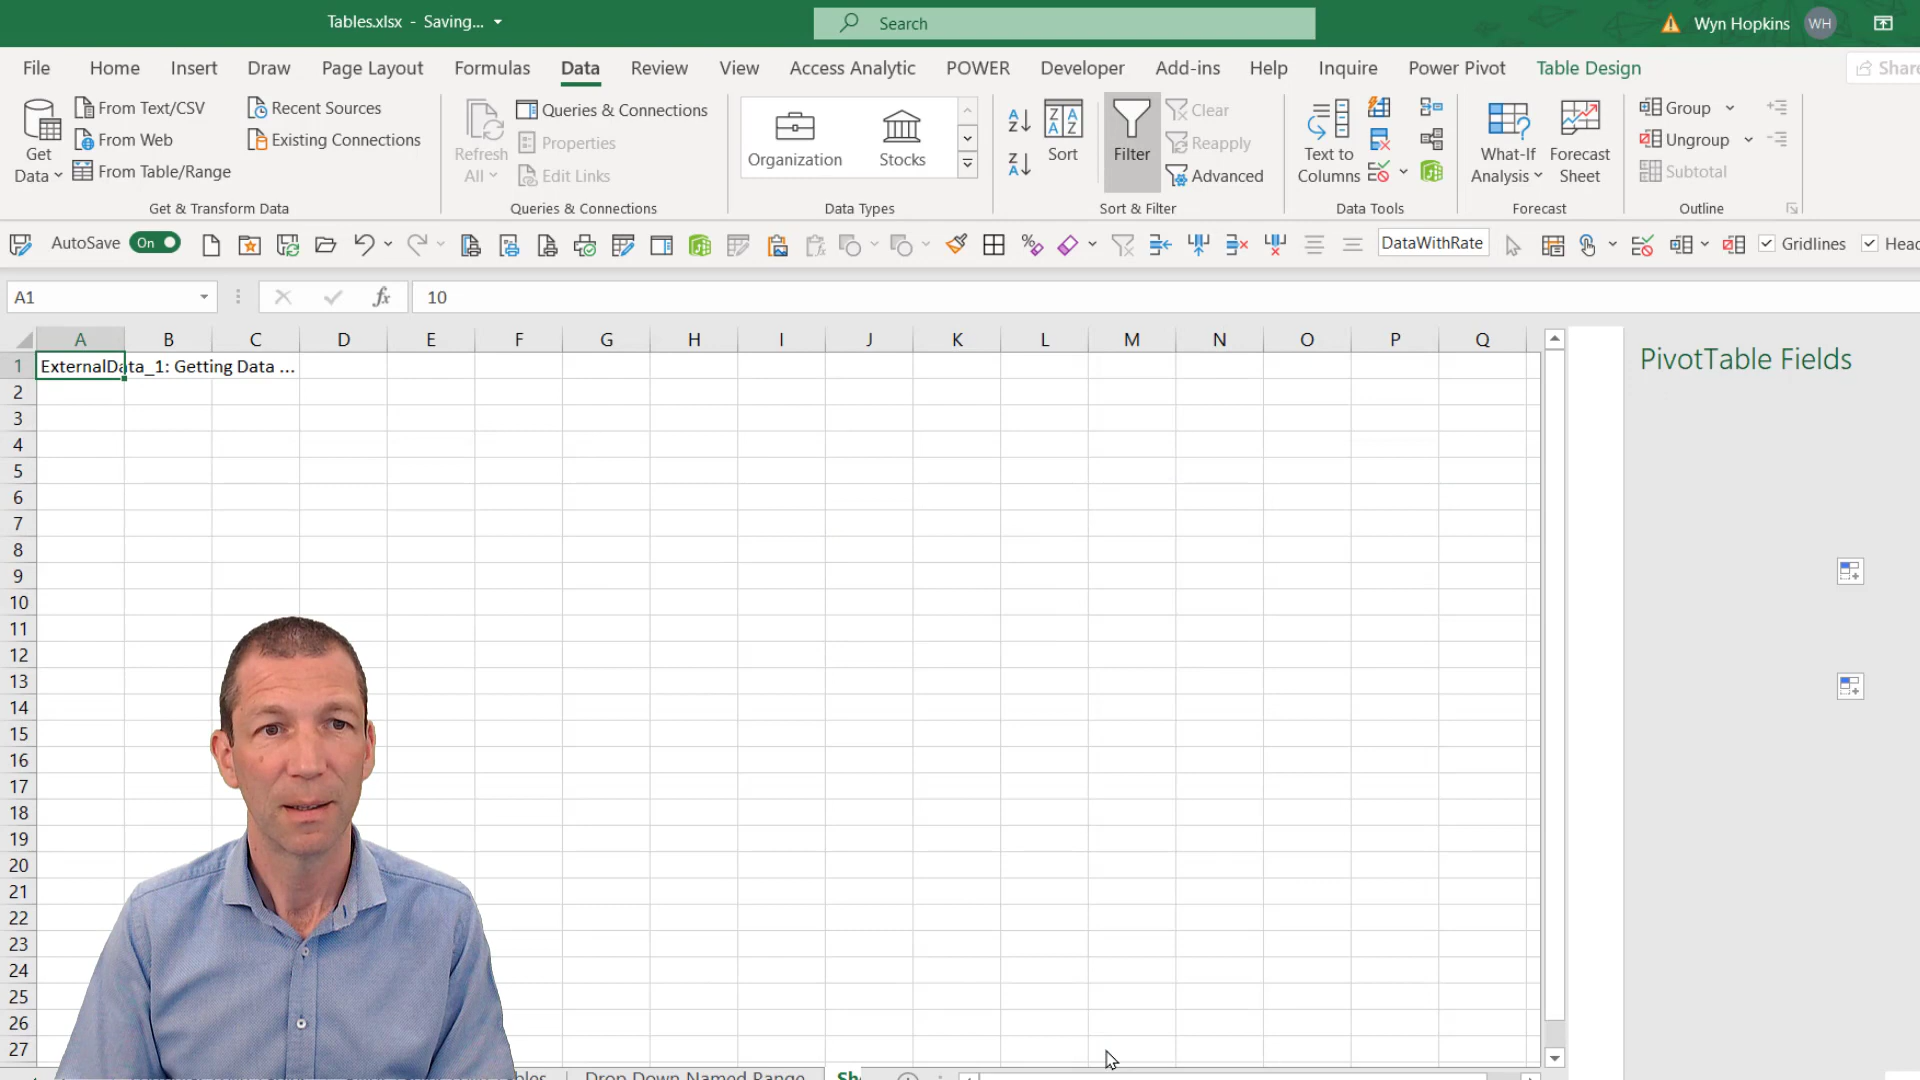 Tables.xlsx - Saving...
Search
Wyn Hopkins
WH
File Home Insert Draw Page Layout Formulas Data Review View Access Analytic POWER Developer Add-ins Help Inquire Power Pivot Table Design Share
Get Data
From Text/CSV
From Web
From Table/Range
Recent Sources
Existing Connections
Get & Transform Data
Refresh All
Queries & Connections
Properties
Edit Links
Queries & Connections
Organization
Stocks
Data Types
Sort
Filter
Clear
Reapply
Advanced
Sort & Filter
Text to Columns
Data Tools
What-If Analysis
Forecast Sheet
Forecast
Group
Ungroup
Subtotal
Outline
AutoSave On
DataWithRate
Gridlines
A1
fx
10
A B C D E F G H I J K L M N O P Q
1 ExternalData_1: Getting Data ...
2
3
4
5
6
7
8
9
10
11
12
13
14
15
16
17
18
19
20
21
22
23
24
25
26
27
PivotTable Fields
Drop Down Named Range